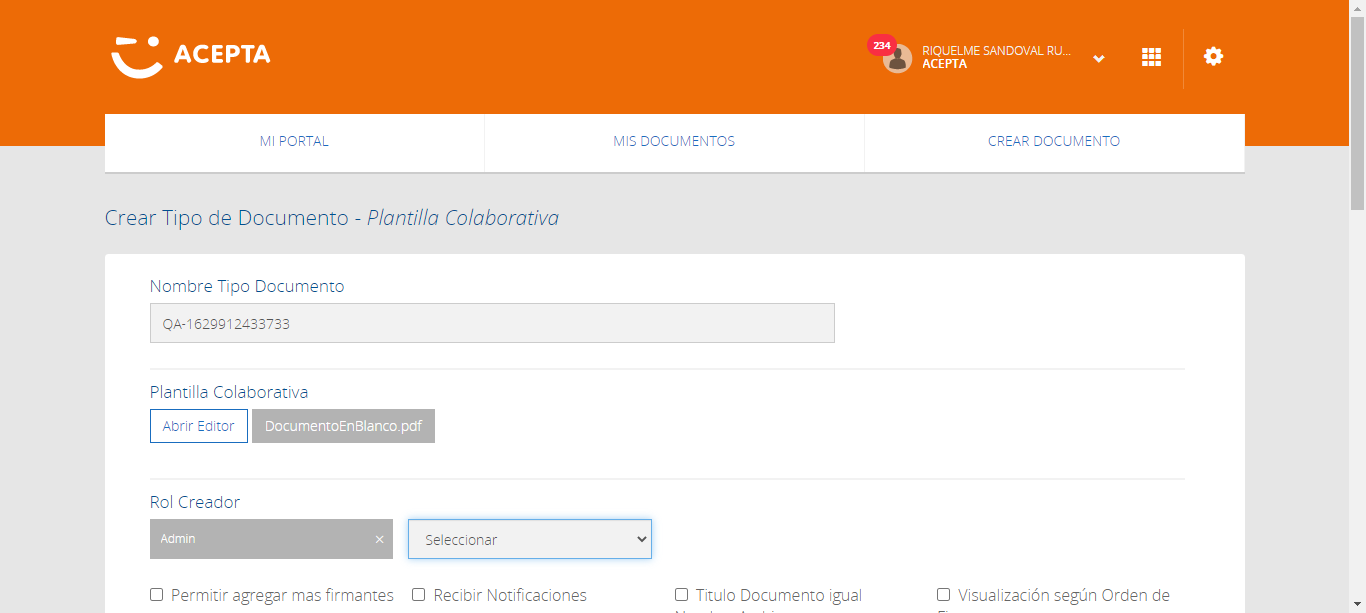 ACEPTA
234
RIQUELME SANDOVAL RU...
ACEPTA
MI PORTAL
MIS DOCUMENTOS
CREAR DOCUMENTO
Crear Tipo de Documento - Plantilla Colaborativa
Nombre Tipo Documento
QA-1629912433733
Plantilla Colaborativa
Abrir Editor
DocumentoEnBlanco.pdf
Rol Creador
Admin ×
Seleccionar
Permitir agregar mas firmantes
Recibir Notificaciones
Titulo Documento igual
Visualización según Orden de